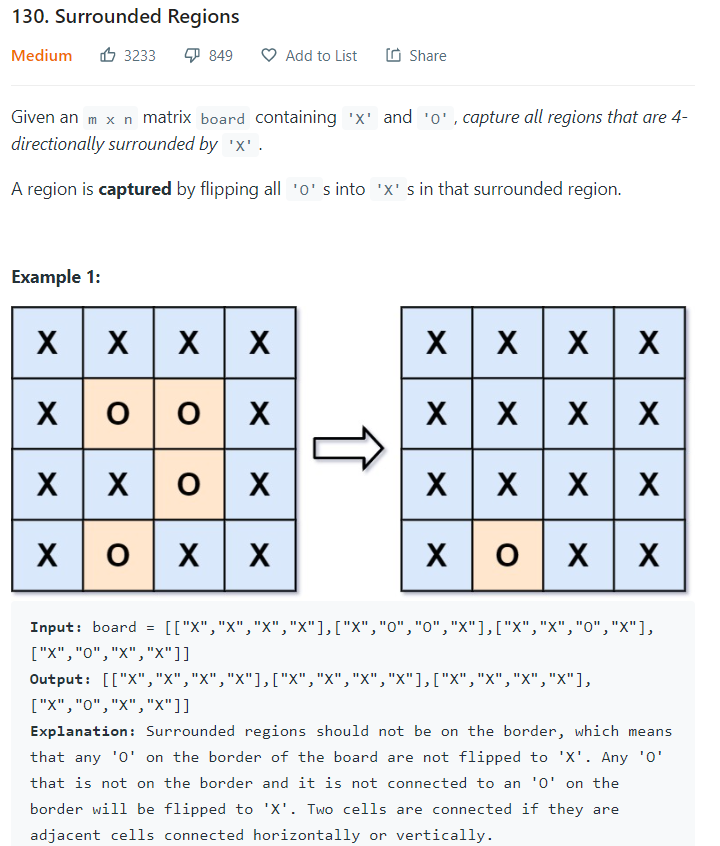 130. Surrounded Regions
Medium 3233 849 Add to List Share
Given an m x n matrix board containing 'X' and 'O', capture all regions that are 4-
directionally surrounded by 'X'.
A region is captured by flipping all 'O's into 'X's in that surrounded region.
Example 1:
X X X X X X X X
X O O X X X X X
X X O X X X X X
X O X X X O X X
Input: board = [["X","X","X","X"],["X","O","O","X"],["X","X","O","X"],
["X","O","X","X"]]
Output: [["X","X","X","X"],["X","X","X","X"],["X","X","X","X"],
["X","O","X","X"]]
Explanation: Surrounded regions should not be on the border, which means
that any 'O' on the border of the board are not flipped to 'X'. Any 'O'
that is not on the border and it is not connected to an 'O' on the
border will be flipped to 'X'. Two cells are connected if they are
adjacent cells connected horizontally or vertically.